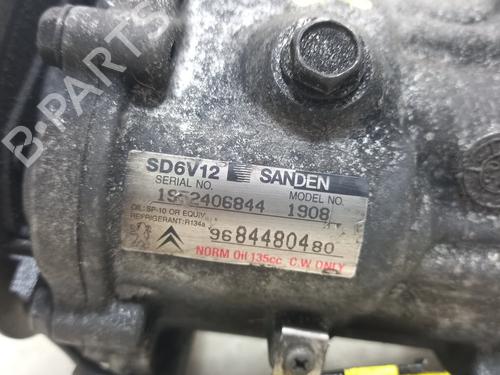 SD6V12 SANDEN
SERIAL NO. MODEL NO.
1952406844 1908
OIL: SP-10 OR EQUIV
REFRIGERANT: R134a
9684480480
NORM Oil 135cc C.W ONLY
B-PARTS